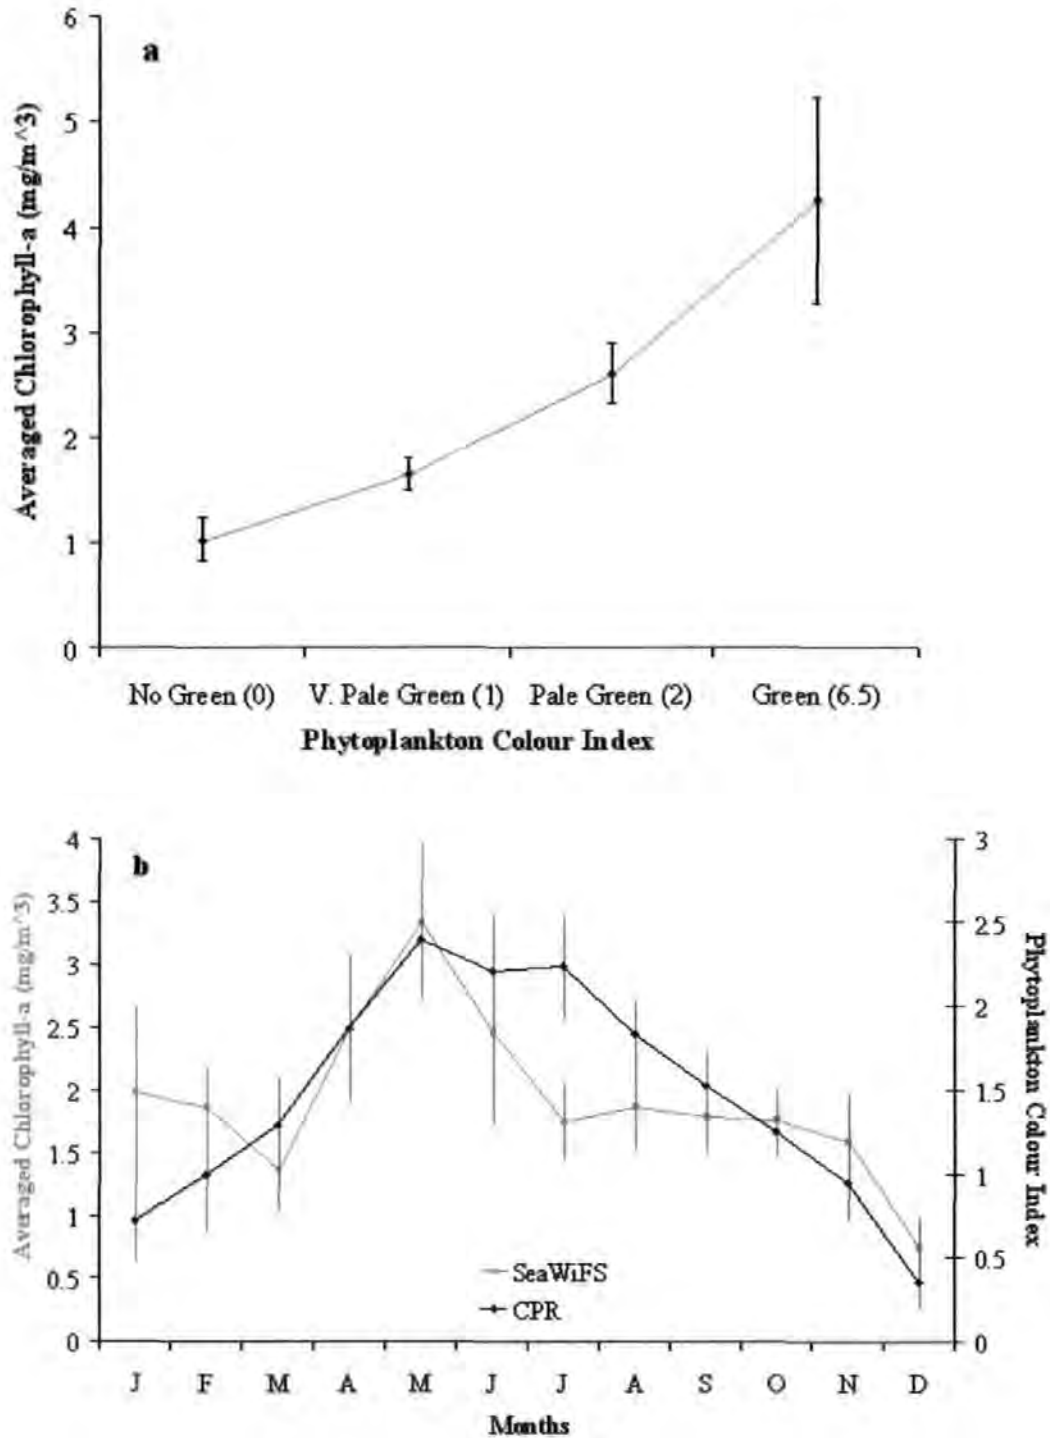 a
6
5
4
3
2
1
0
Averaged Chlorophyll-a (mg/m^3)
No Green (0) V. Pale Green (1) Pale Green (2) Green (6.5)
Phytoplankton Colour Index
b
4
3.5
3
2.5
2
1.5
1
0.5
0
Averaged Chlorophyll-a (mg/m^3)
3
2.5
2
1.5
1
0.5
0
Phytoplankton Colour Index
SeaWiFS
CPR
J F M A M J J A S O N D
Months